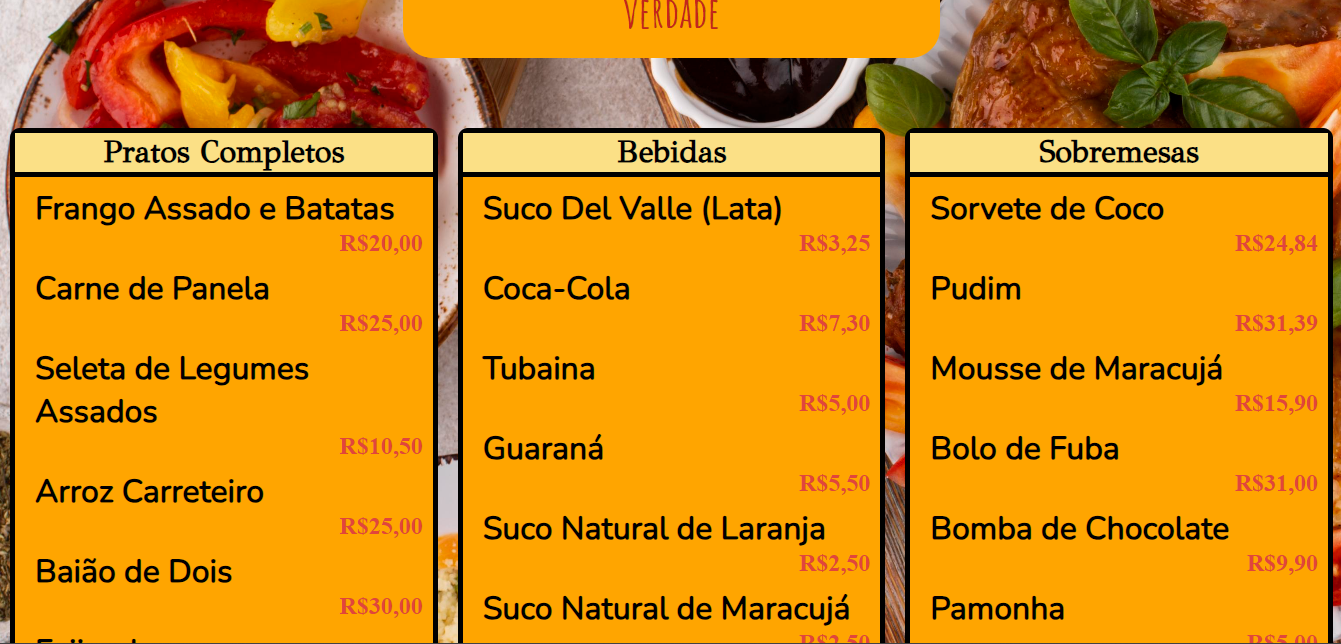 VERDADE
Pratos Completos
Frango Assado e Batatas
R$20,00
Carne de Panela
R$25,00
Seleta de Legumes
Assados
R$10,50
Arroz Carreteiro
R$25,00
Baião de Dois
R$30,00
Bebidas
Suco Del Valle (Lata)
R$3,25
Coca-Cola
R$7,30
Tubaina
R$5,00
Guaraná
R$5,50
Suco Natural de Laranja
R$2,50
Suco Natural de Maracujá
R$2,50
Sobremesas
Sorvete de Coco
R$24,84
Pudim
R$31,39
Mousse de Maracujá
R$15,90
Bolo de Fuba
R$31,00
Bomba de Chocolate
R$9,90
Pamonha
R$5,00